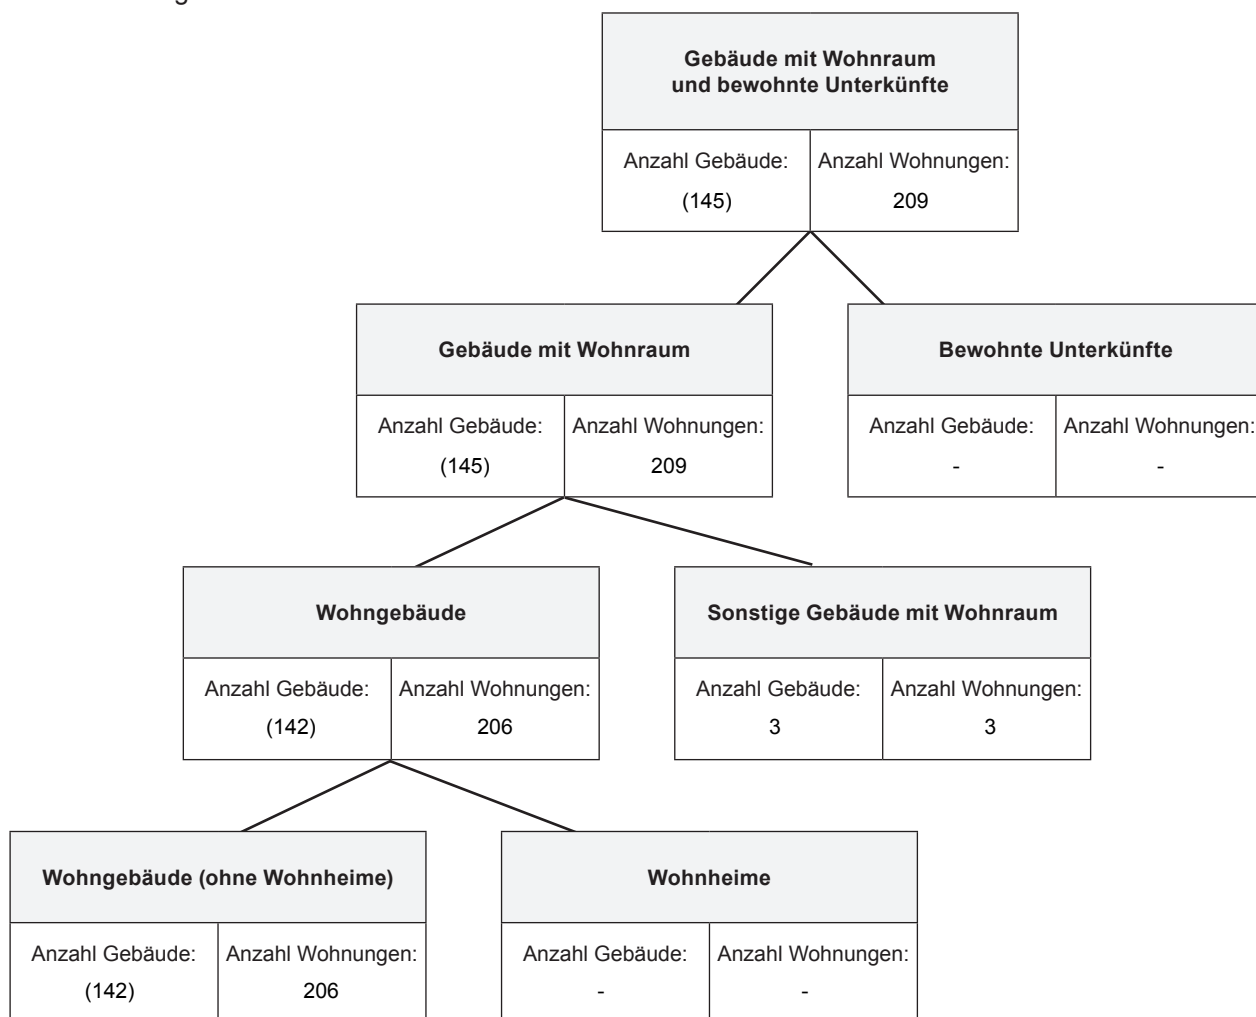 Gebäude mit Wohnraum
und bewohnte Unterkünfte
Anzahl Gebäude: Anzahl Wohnungen:
(145) 209
Gebäude mit Wohnraum Bewohnte Unterkünfte
Anzahl Gebäude: Anzahl Wohnungen: Anzahl Gebäude: Anzahl Wohnungen:
(145) 209 - -
Wohngebäude Sonstige Gebäude mit Wohnraum
Anzahl Gebäude: Anzahl Wohnungen: Anzahl Gebäude: Anzahl Wohnungen:
(142) 206 3 3
Wohngebäude (ohne Wohnheime) Wohnheime
Anzahl Gebäude: Anzahl Wohnungen: Anzahl Gebäude: Anzahl Wohnungen:
(142) 206 - -